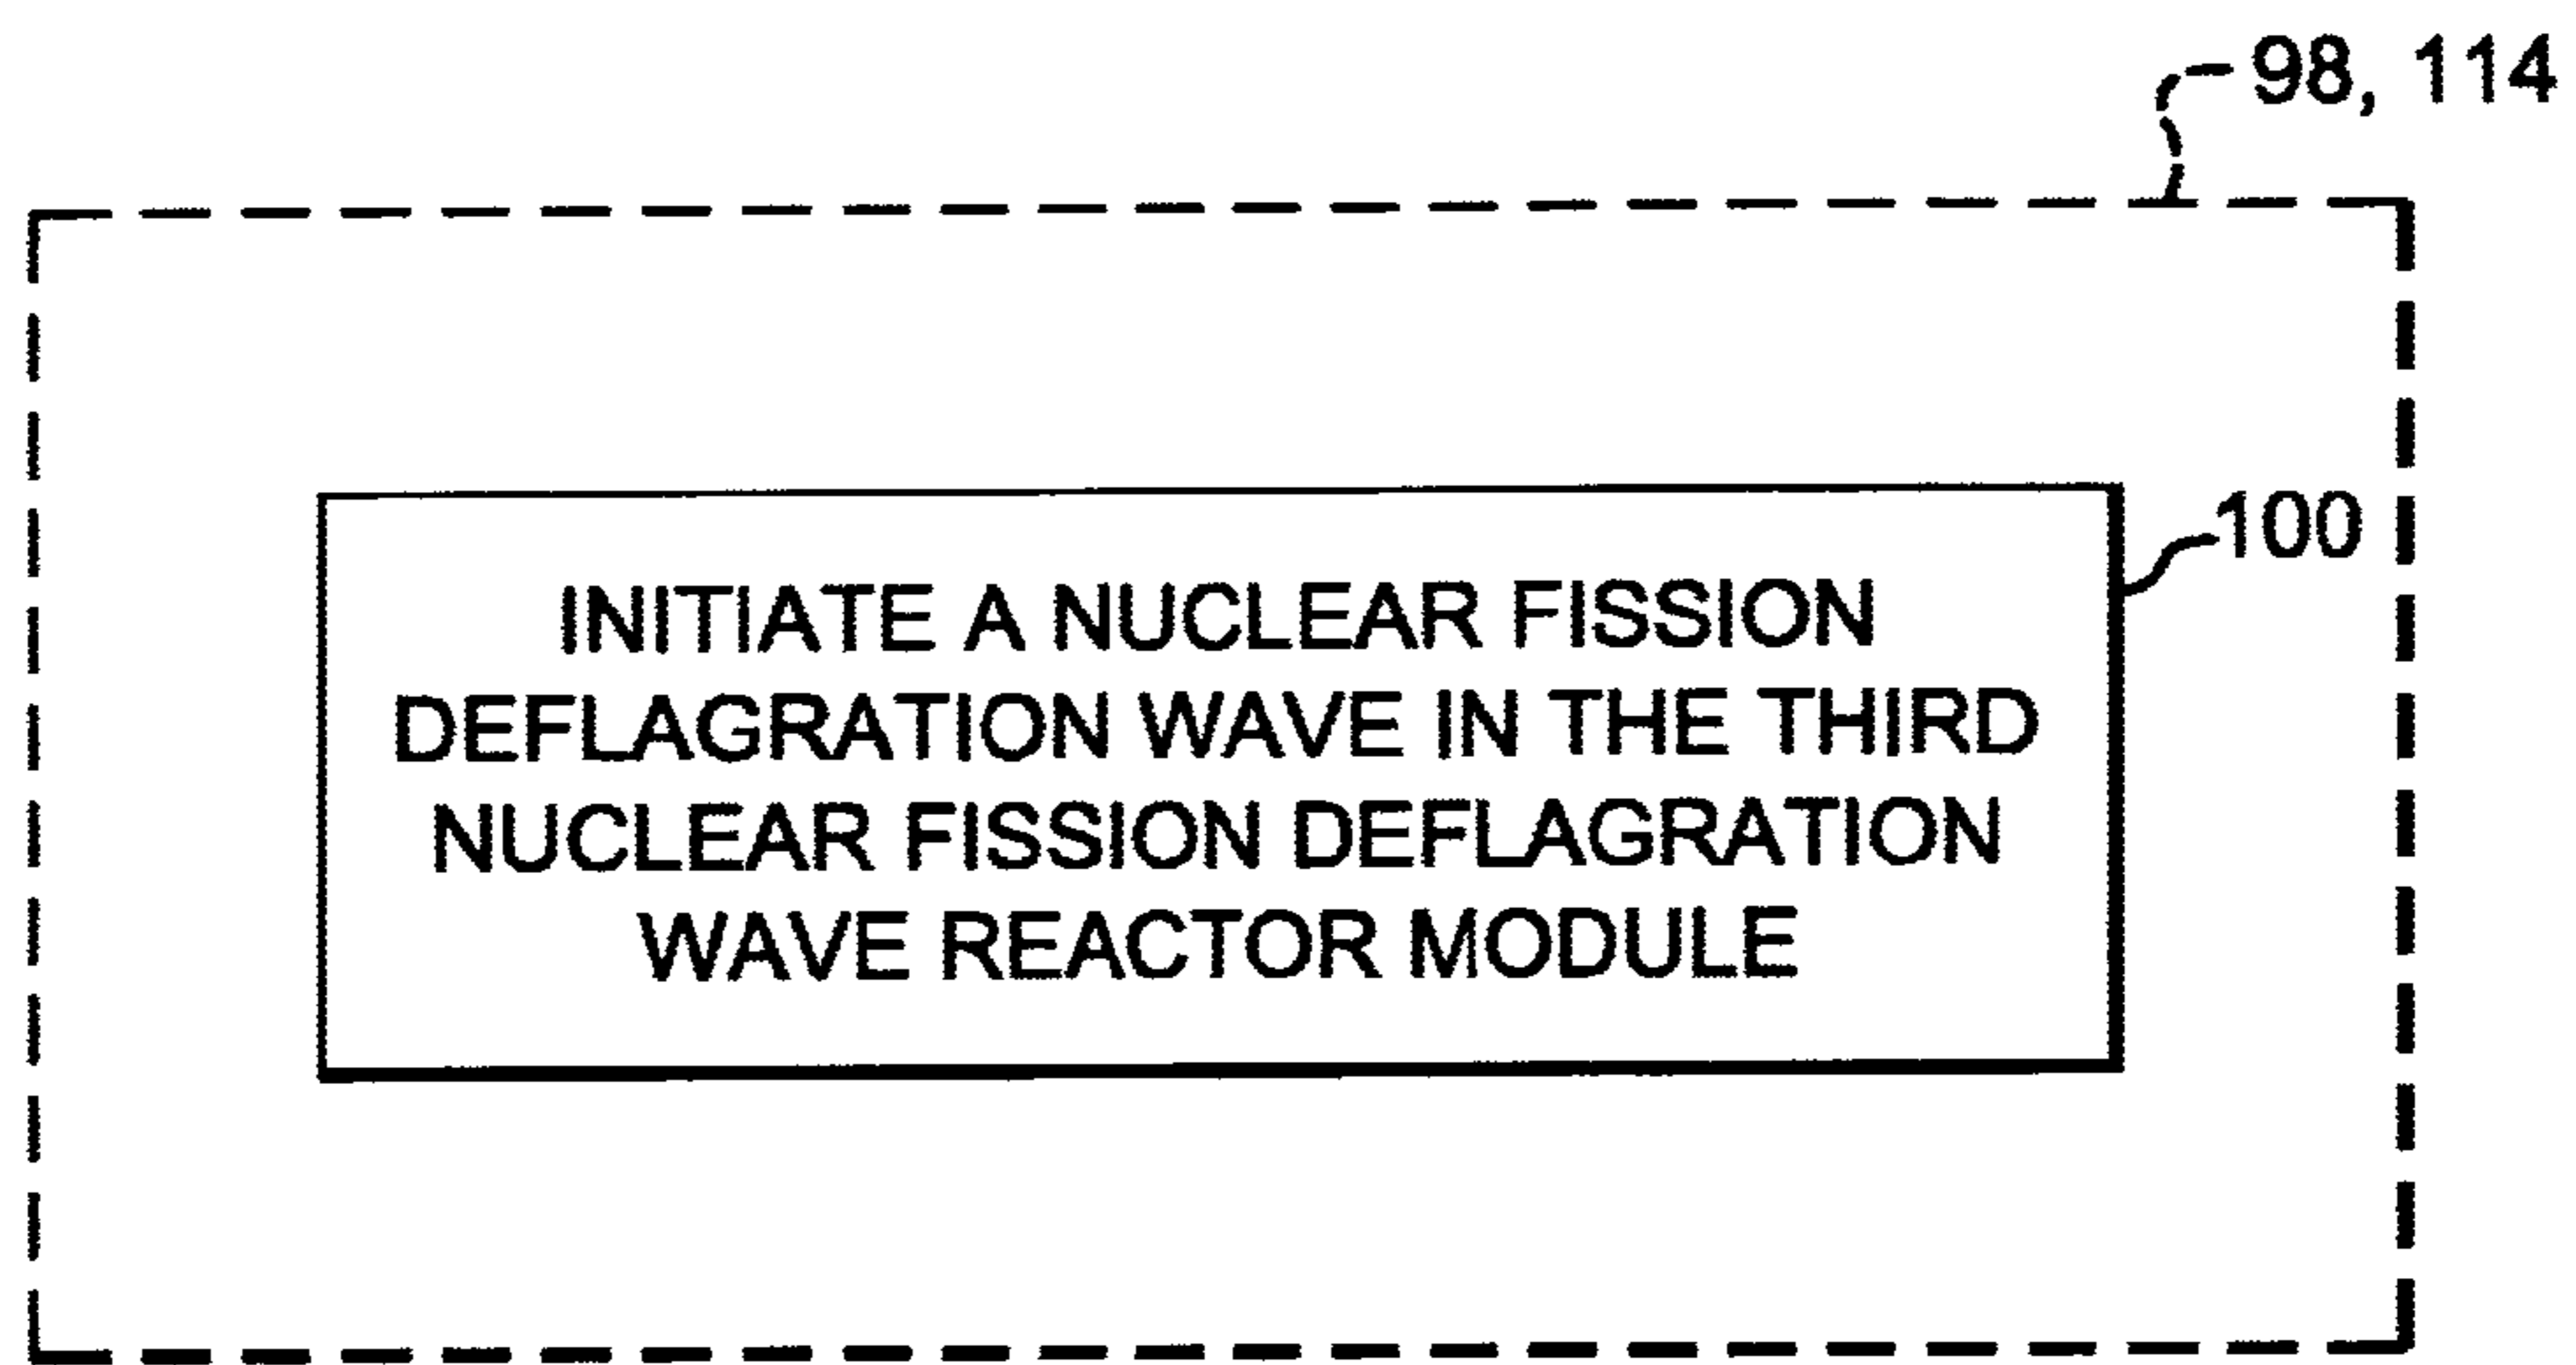 98, 114
100
INITIATE A NUCLEAR FISSION
DEFLAGRATION WAVE IN THE THIRD
NUCLEAR FISSION DEFLAGRATION
WAVE REACTOR MODULE